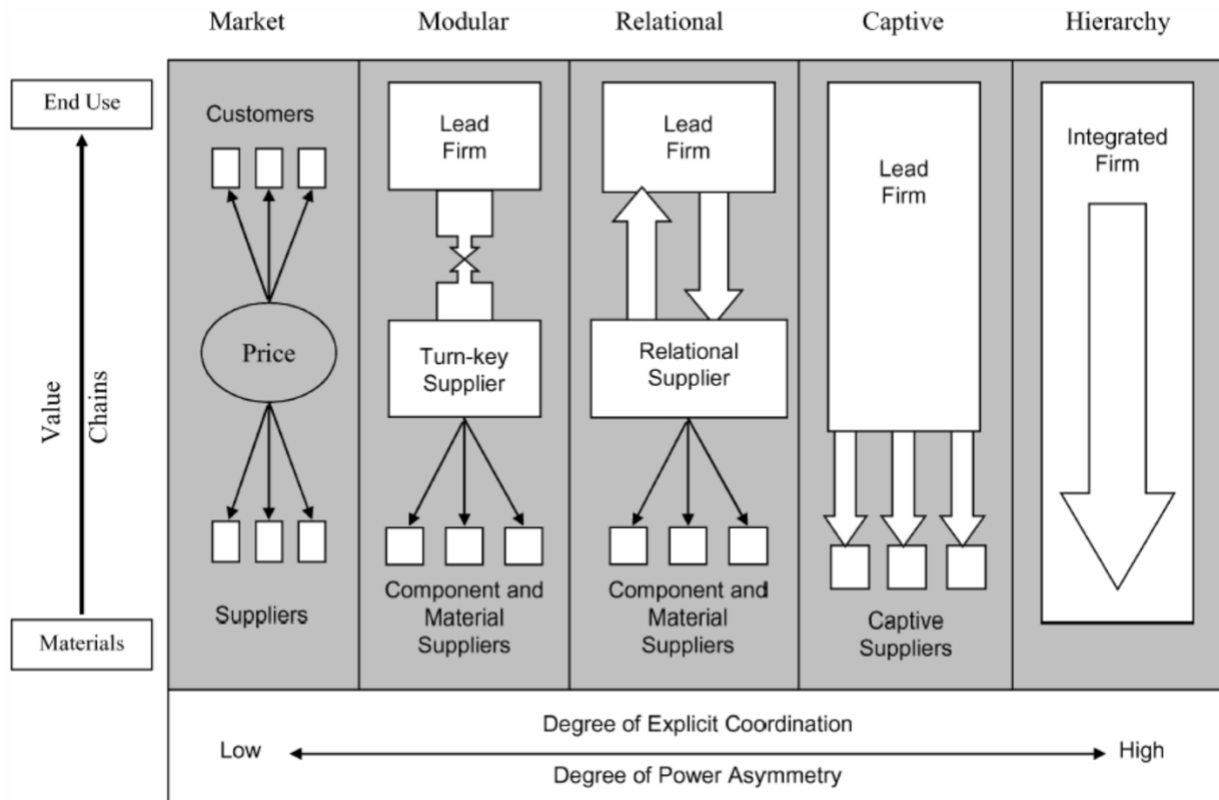 Market
Modular
Relational
Captive
Hierarchy
End Use
Value
Chains
Materials
Customers
Price
Suppliers
Lead
Firm
Turn-key
Supplier
Component and
Material
Suppliers
Lead
Firm
Relational
Supplier
Component and
Material
Suppliers
Lead
Firm
Captive
Suppliers
Integrated
Firm
Degree of Explicit Coordination
Low
High
Degree of Power Asymmetry